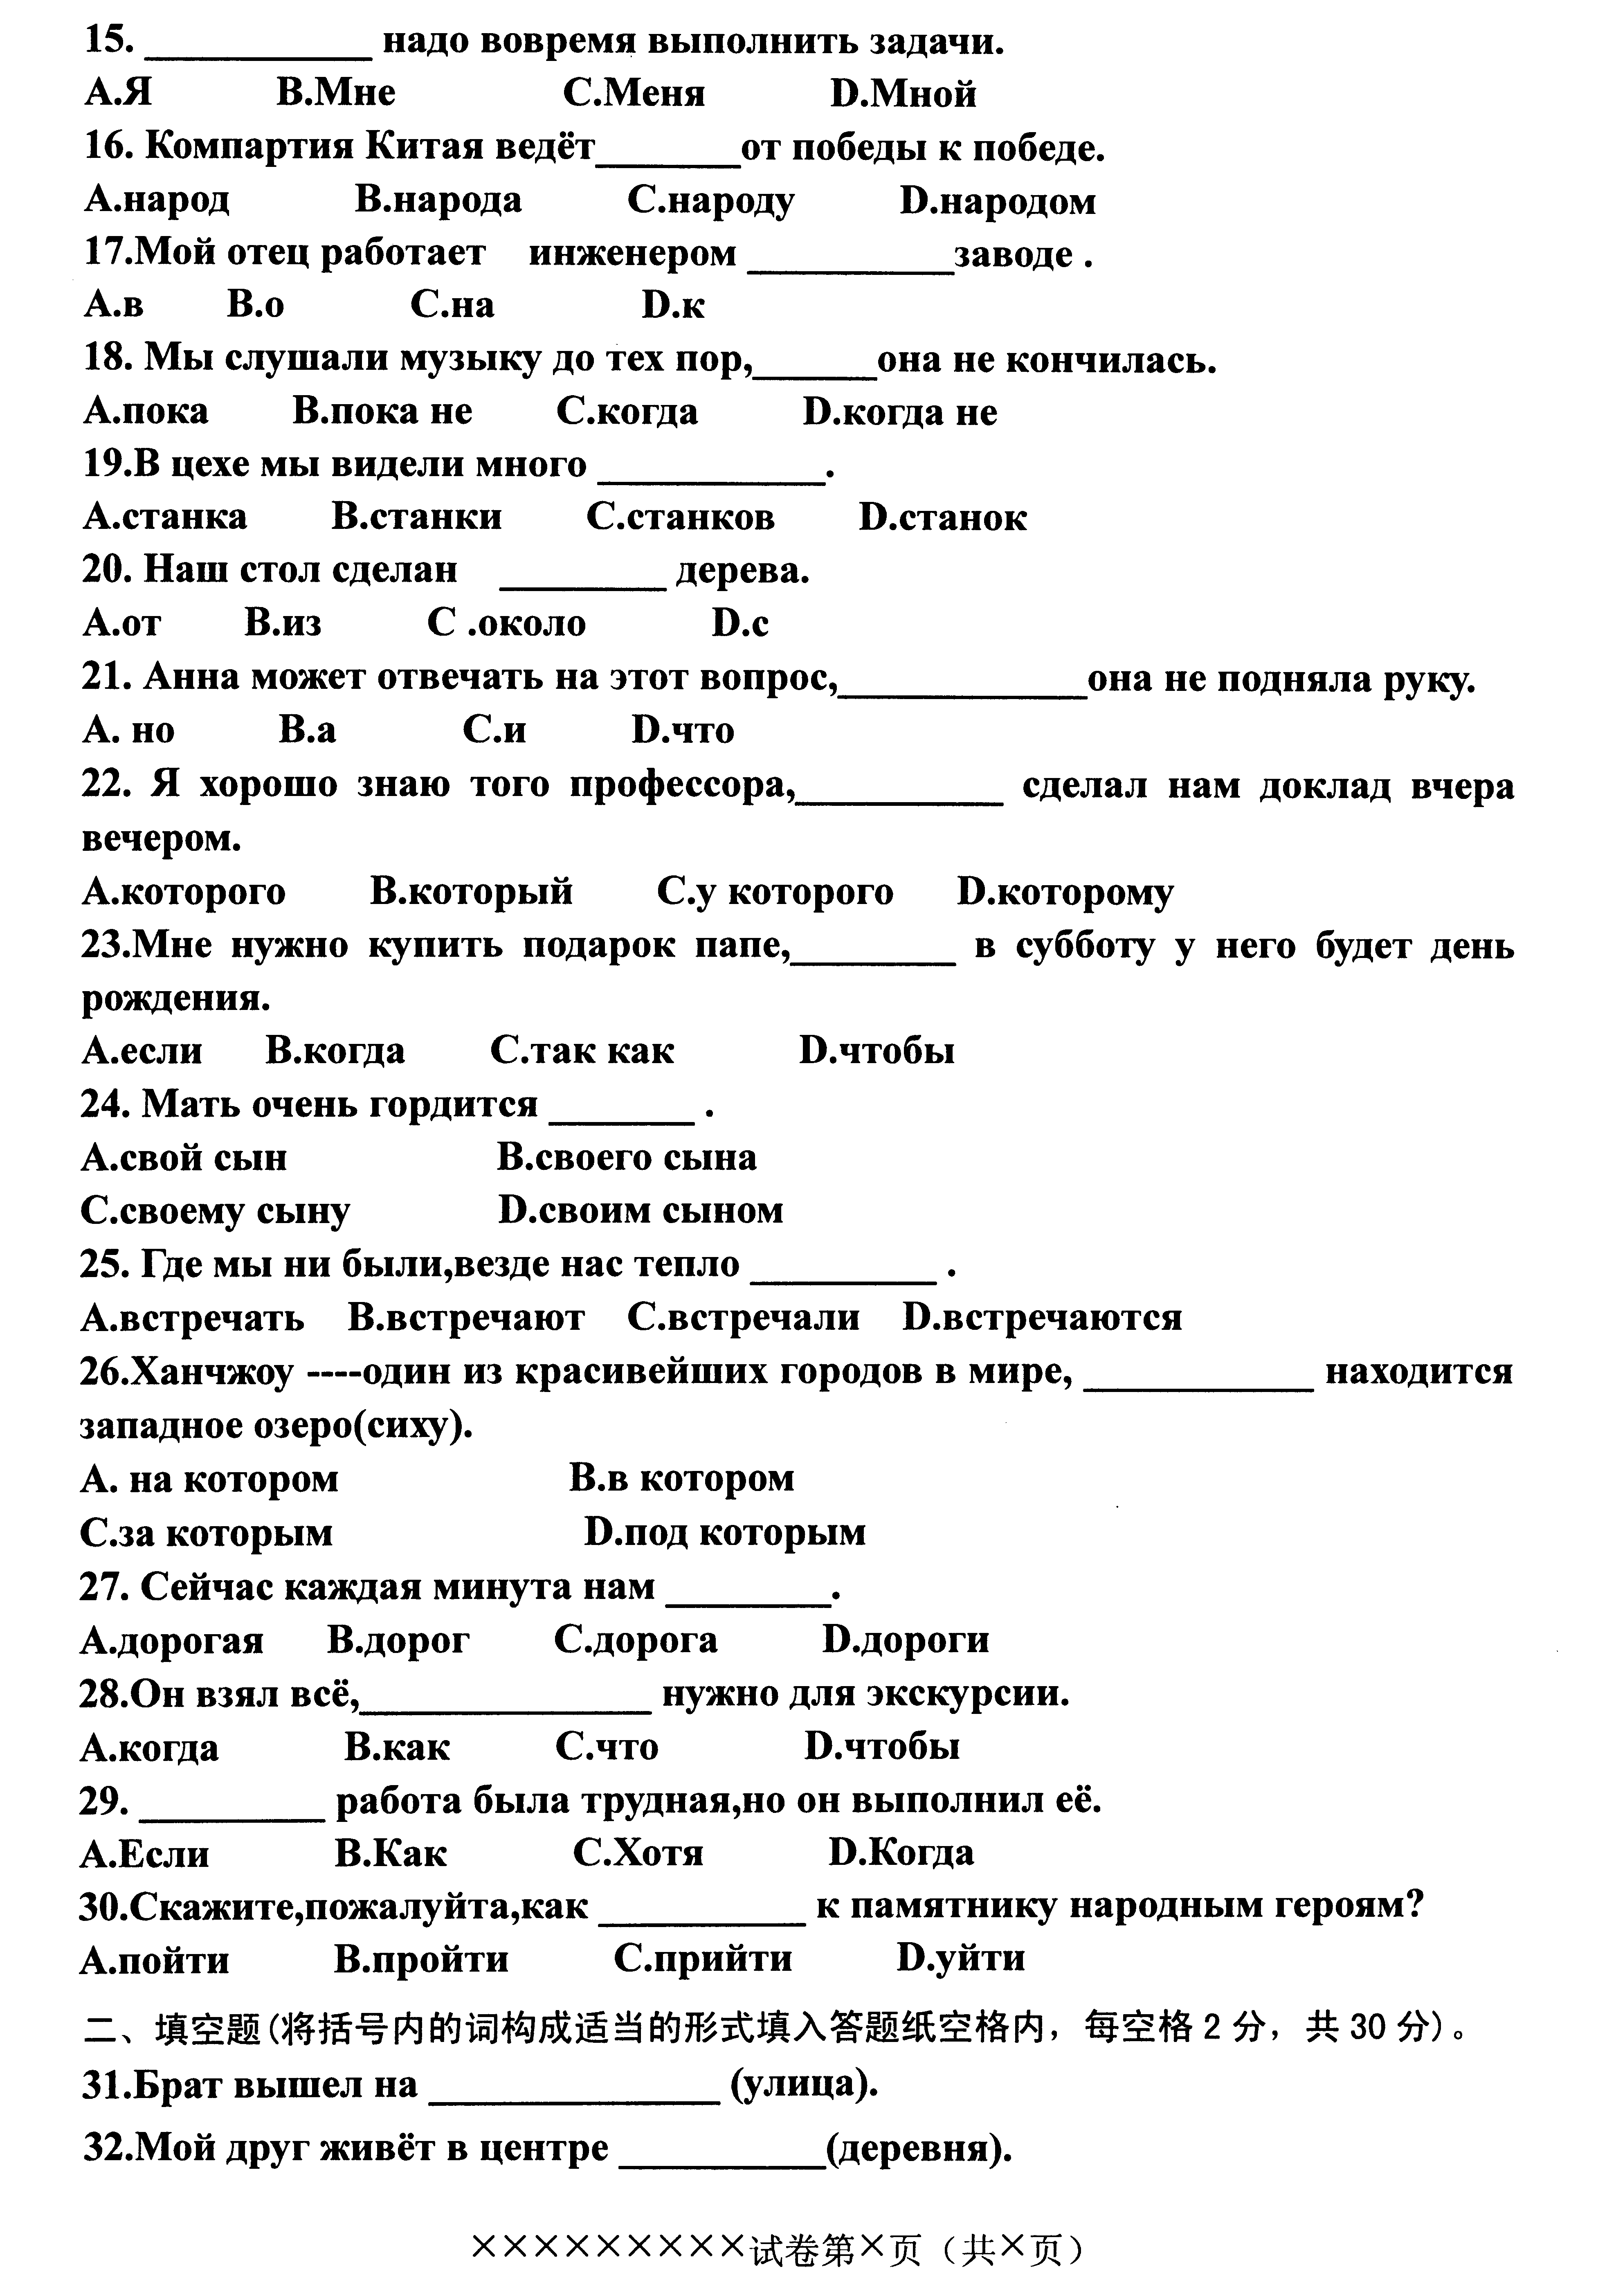 15. ___________ надо вовремя выполнить задачи.
А.Я В.Мне С.Меня D.Мной
16. Компартия Китая ведёт_______от победы к победе.
А.народ В.народа С.народу D.народом
17.Мой отец работает инженером __________заводе .
А.в В.о С.на D.к
18. Мы слушали музыку до тех пор,______она не кончилась.
А.пока В.пока не С.когда D.когда не
19.В цехе мы видели много ___________.
А.станка В.станки С.станков D.станок
20. Наш стол сделан ________ дерева.
А.от В.из С .около D.с
21. Анна может отвечать на этот вопрос,____________она не подняла руку.
А. но В.а С.и D.что
22. Я хорошо знаю того профессора,__________ сделал нам доклад вчера
вечером.
А.которого В.который С.у которого D.которому
23.Мне нужно купить подарок папе,________ в субботу у него будет день
рождения.
А.если В.когда С.так как D.чтобы
24. Мать очень гордится _______ .
А.свой сын В.своего сына
С.своему сыну D.своим сыном
25. Где мы ни были,везде нас тепло _________ .
А.встречать В.встречают С.встречали D.встречаются
26.Ханчжоу ----один из красивейших городов в мире, ___________ находится
западное озеро(сиху).
А. на котором В.в котором
С.за которым D.под которым
27. Сейчас каждая минута нам ________.
А.дорогая В.дорог С.дорога D.дороги
28.Он взял всё,______________ нужно для экскурсии.
А.когда В.как С.что D.чтобы
29. _________ работа была трудная,но он выполнил её.
А.Если В.Как С.Хотя D.Когда
30.Скажите,пожалуйта,как __________ к памятнику народным героям?
А.пойти В.пройти С.прийти D.уйти
二、填空题(将括号内的词构成适当的形式填入答题纸空格内，每空格 2 分，共 30 分)。
31.Брат вышел на ______________ (улица).
32.Мой друг живёт в центре __________(деревня).
×××××××××试卷第×页（共×页）